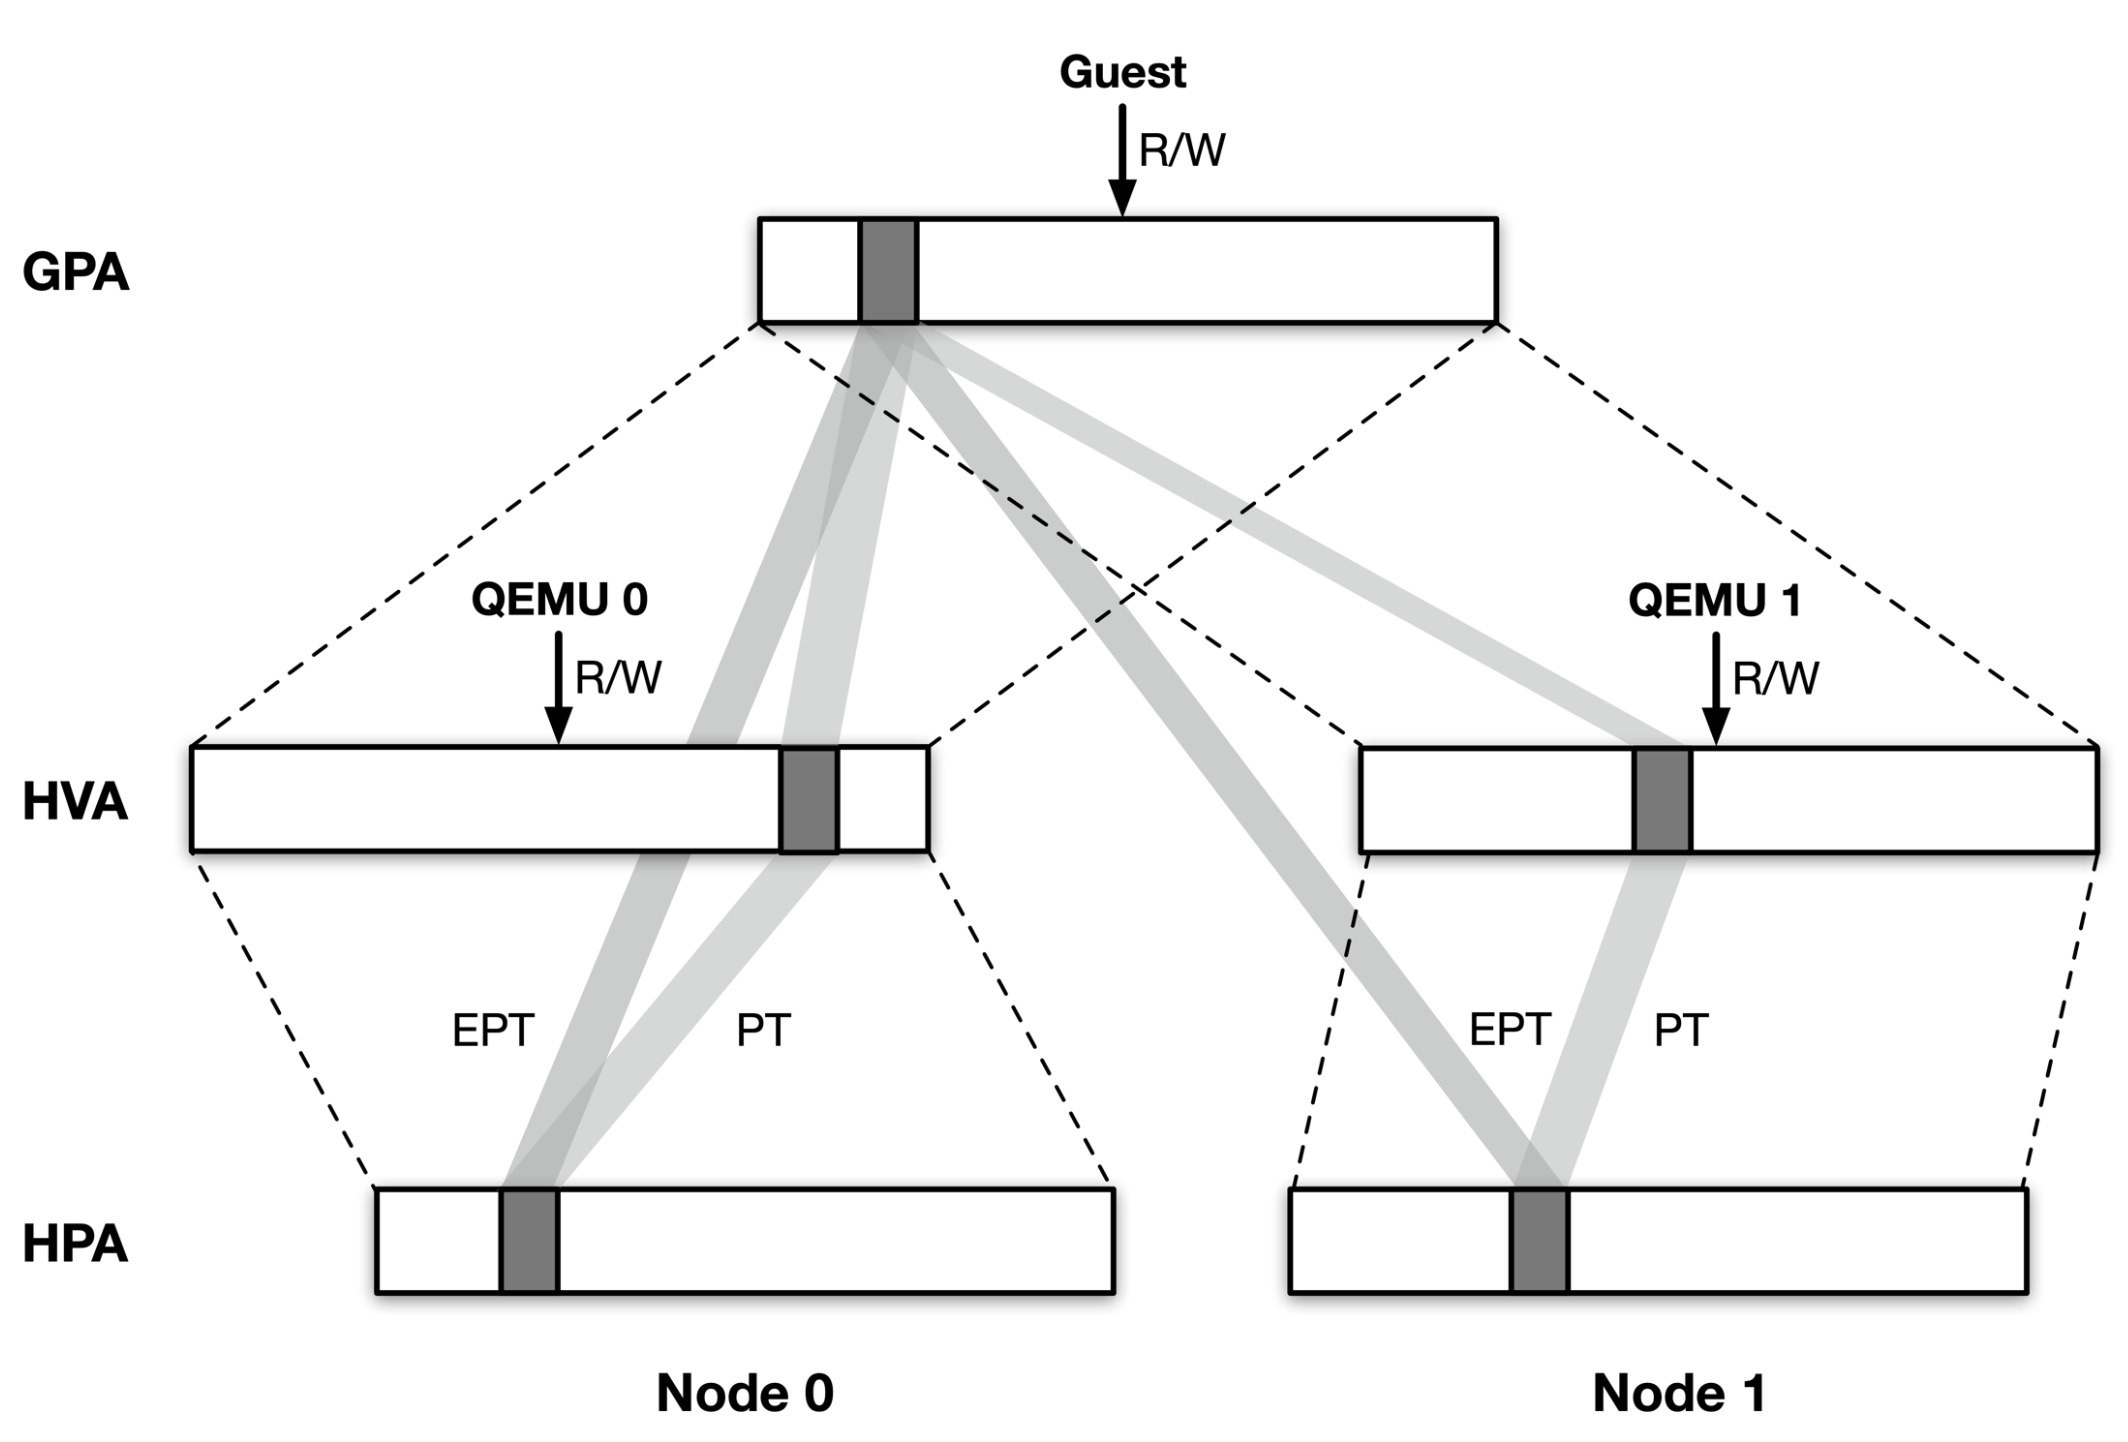 Guest
R/W
GPA
QEMU 0
QEMU 1
R/W
R/W
HVA
EPT
PT
EPT
PT
HPA
Node 0
Node 1